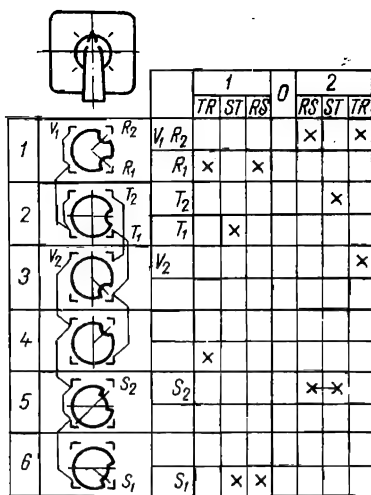 1 0 2
TR ST RS RS ST TR
1 V₁ R₂ R₁ V₁ R₂ × ×
R₁ × ×
2 T₂ T₁ T₂ ×
T₁ ×
3 V₂ V₂ ×
4
×
5 S₂ S₂ × ×
6
S₁ S₁ × ×